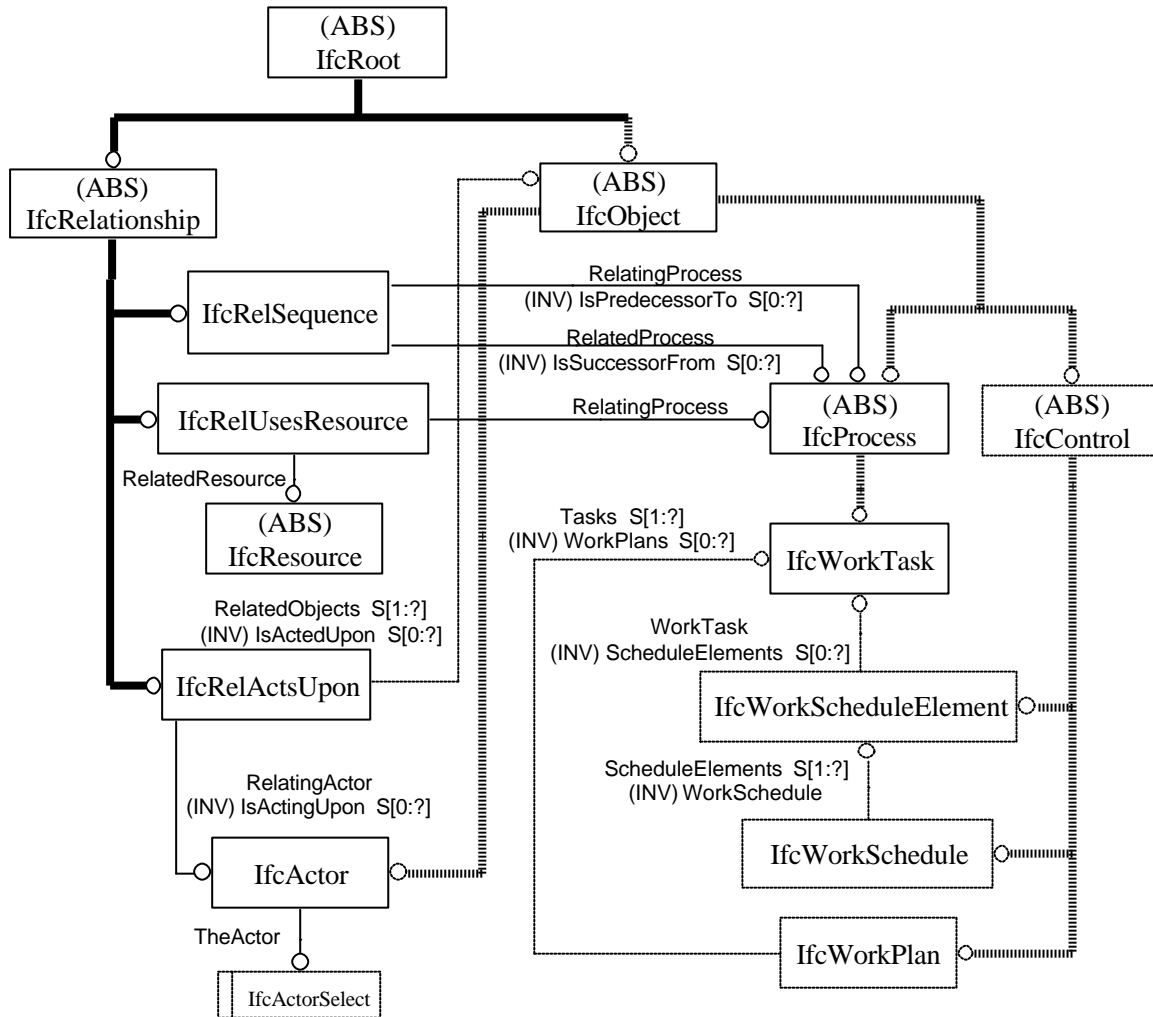 (ABS)
IfcRoot
(ABS)
IfcRelationship
(ABS)
IfcObject
IfcRelSequence
RelatingProcess
(INV) IsPredecessorTo S[0:?]
RelatedProcess
(INV) IsSuccessorFrom S[0:?]
IfcRelUsesResource
RelatingProcess
(ABS)
IfcProcess
(ABS)
IfcControl
RelatedResource
(ABS)
IfcResource
Tasks S[1:?]
(INV) WorkPlans S[0:?]
IfcWorkTask
RelatedObjects S[1:?]
(INV) IsActedUpon S[0:?]
IfcRelActsUpon
WorkTask
(INV) ScheduleElements S[0:?]
IfcWorkScheduleElement
RelatingActor
(INV) IsActingUpon S[0:?]
ScheduleElements S[1:?]
(INV) WorkSchedule
IfcWorkSchedule
IfcActor
TheActor
IfcWorkPlan
IfcActorSelect